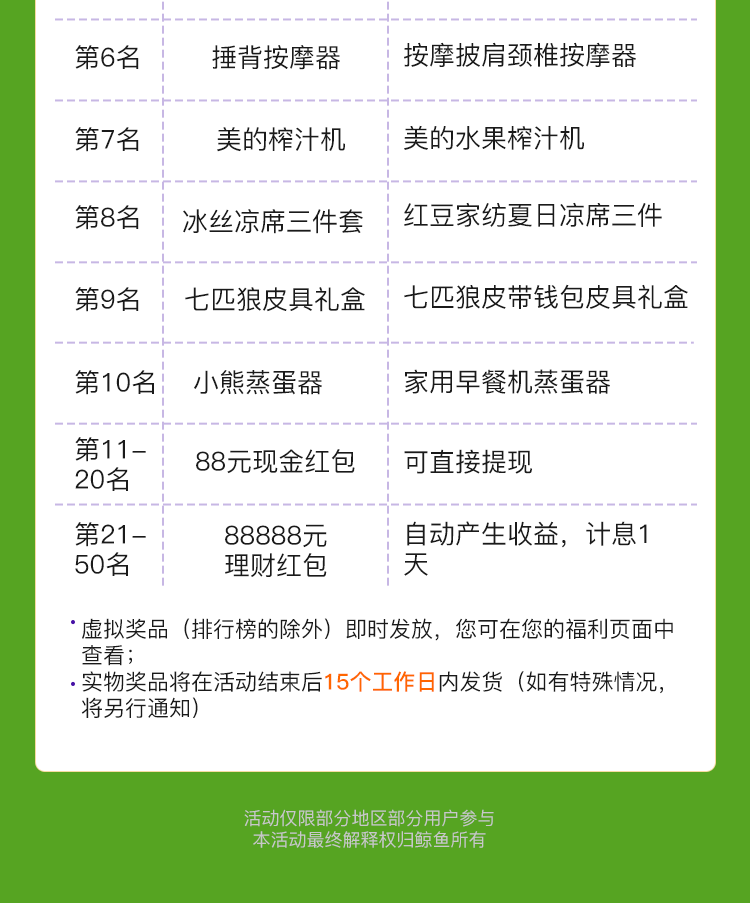 第6名
捶背按摩器
按摩披肩颈椎按摩器
第7名
美的榨汁机
美的水果榨汁机
第8名
冰丝凉席三件套
红豆家纺夏日凉席三件
第9名
七匹狼皮具礼盒
七匹狼皮带钱包皮具礼盒
第10名
小熊蒸蛋器
家用早餐机蒸蛋器
第11-
20名
88元现金红包
可直接提现
第21-
50名
88888元
理财红包
自动产生收益，计息1
天
• 虚拟奖品（排行榜的除外）即时发放，您可在您的福利页面中
查看；
• 实物奖品将在活动结束后15个工作日内发货（如有特殊情况，
将另行通知）
活动仅限部分地区部分用户参与
本活动最终解释权归鲸鱼所有